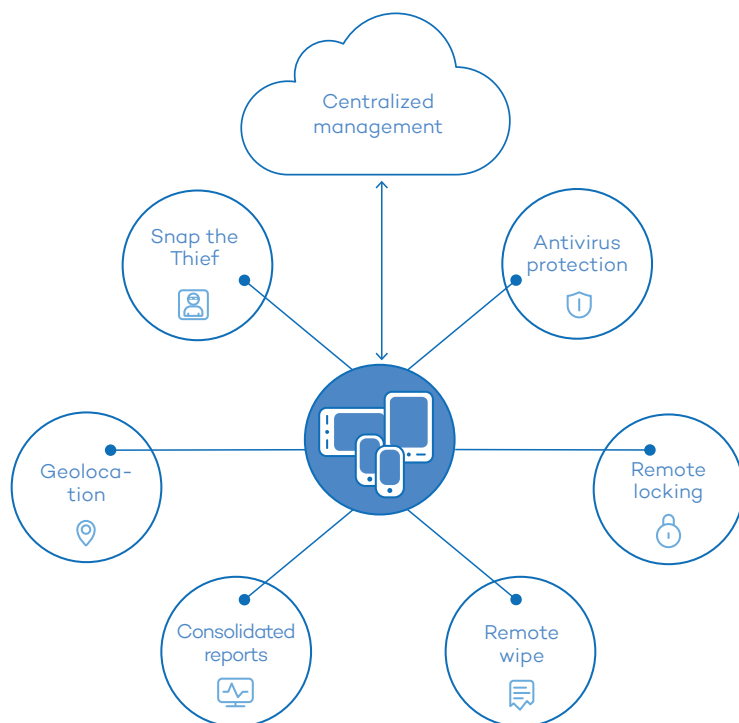 Centralized
management
Snap the
Thief
Antivirus
protection
Geoloca-
tion
Remote
locking
Consolidated
reports
Remote
wipe